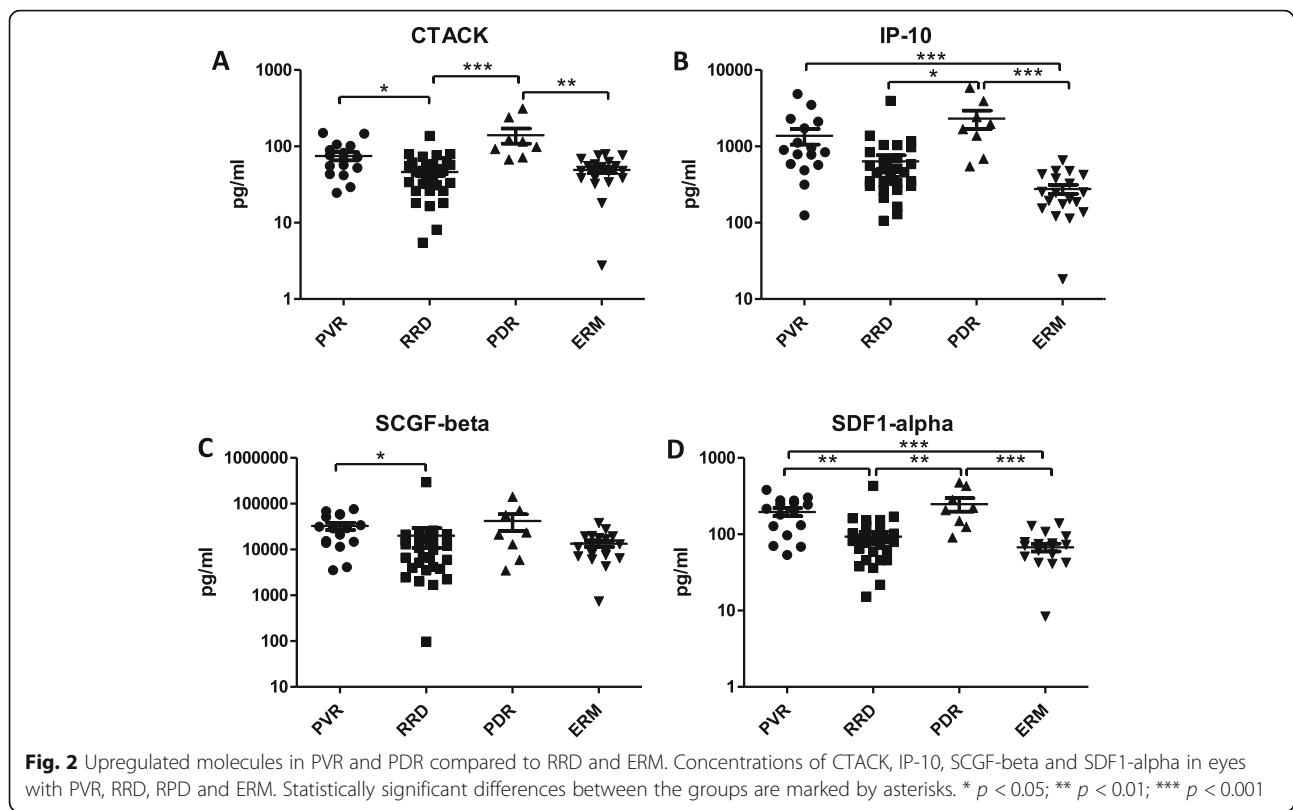 A
CTACK
pg/ml
1000
100
10
1
*
***
**
PVR
RRD
PDR
ERM
B
IP-10
pg/ml
10000
1000
100
10
***
*
***
PVR
RRD
PDR
ERM
C
SCGF-beta
pg/ml
1000000
100000
10000
1000
100
10
*
PVR
RRD
PDR
ERM
D
SDF1-alpha
pg/ml
1000
100
10
1
***
**
**
***
PVR
RRD
PDR
ERM
Fig. 2 Upregulated molecules in PVR and PDR compared to RRD and ERM. Concentrations of CTACK, IP-10, SCGF-beta and SDF1-alpha in eyes
with PVR, RRD, RPD and ERM. Statistically significant differences between the groups are marked by asterisks. * p < 0.05; ** p < 0.01; *** p < 0.001